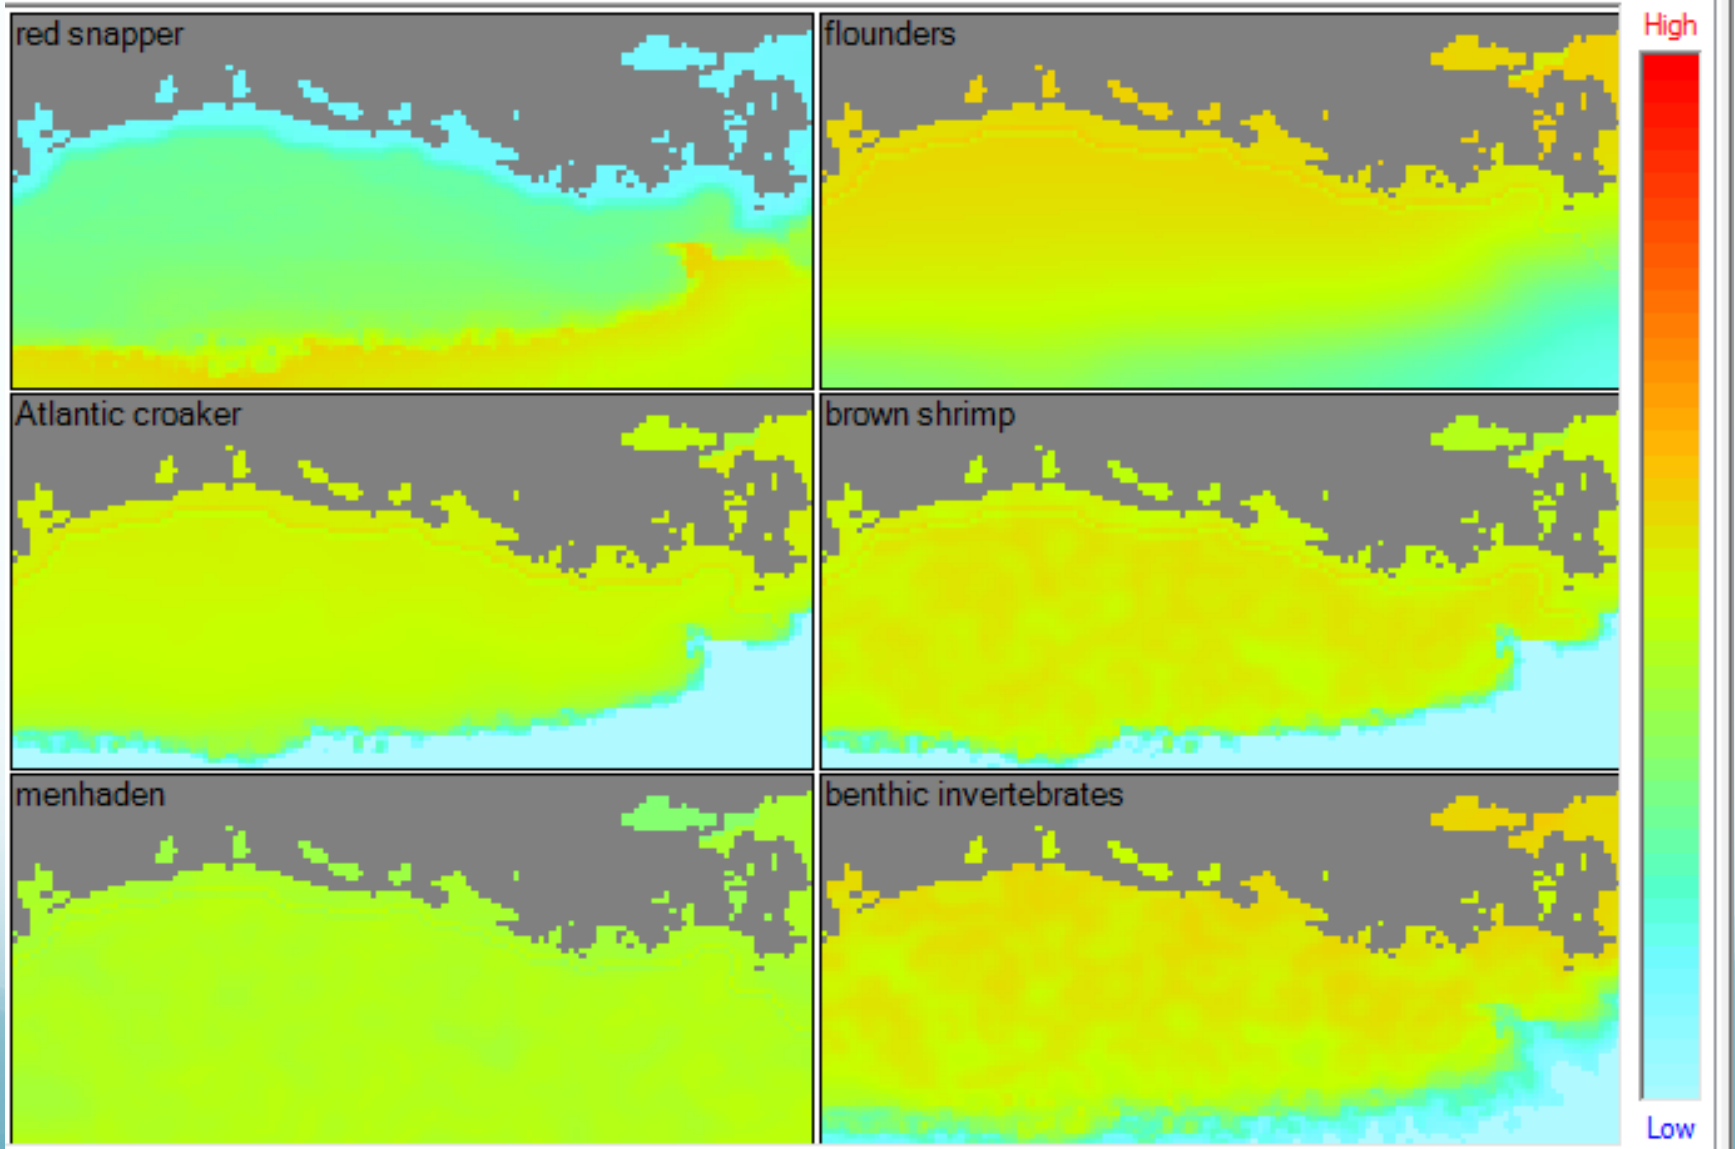 red snapper
flounders
High
Atlantic croaker
brown shrimp
menhaden
benthic invertebrates
Low